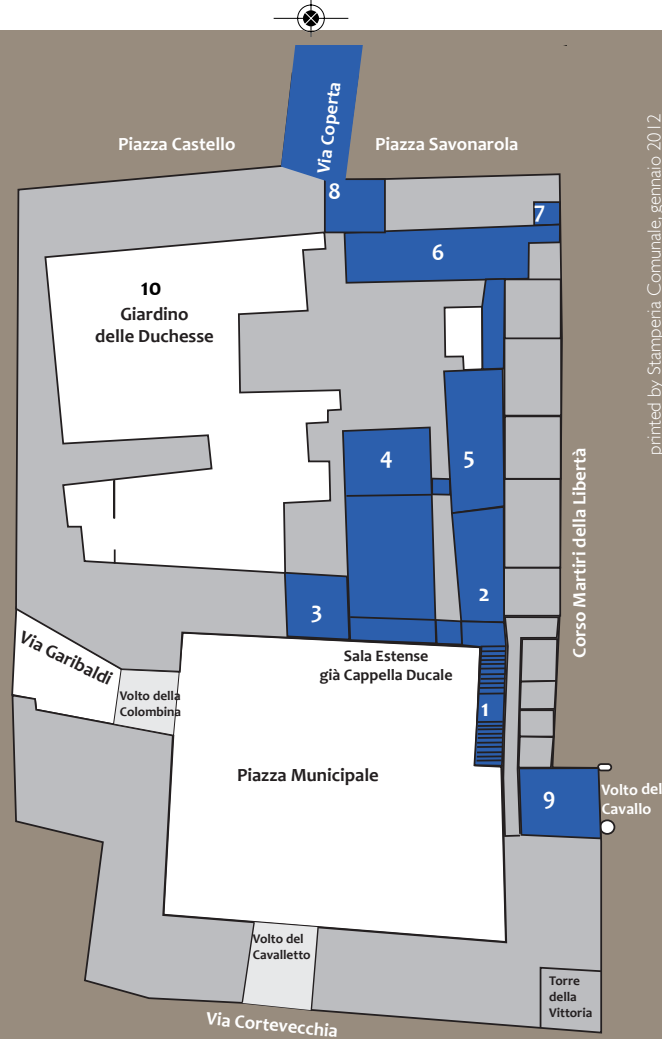 Via Coperta
Piazza Castello
Piazza Savonarola
printed by Stamperia Comunale, gennaio 2012
8
7
6
10
Giardino
delle Duchesse
4
5
Corso Martiri della Libertà
2
3
Via Garibaldi
Sala Estense
già Cappella Ducale
Volto della
Colombina
1
Piazza Municipale
9
Volto del
Cavallo
Volto del
Cavalletto
Torre
della
Vittoria
Via Cortevecchia